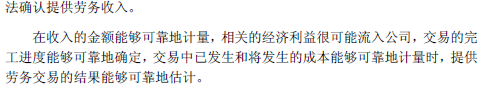 法确认提供劳务收入。
在收入的金额能够可靠地计量，相关的经济利益很可能流入公司，交易的完
工进度能够可靠地确定，交易中已发生和将发生的成本能够可靠地计量时，提供
劳务交易的结果能够可靠地估计。